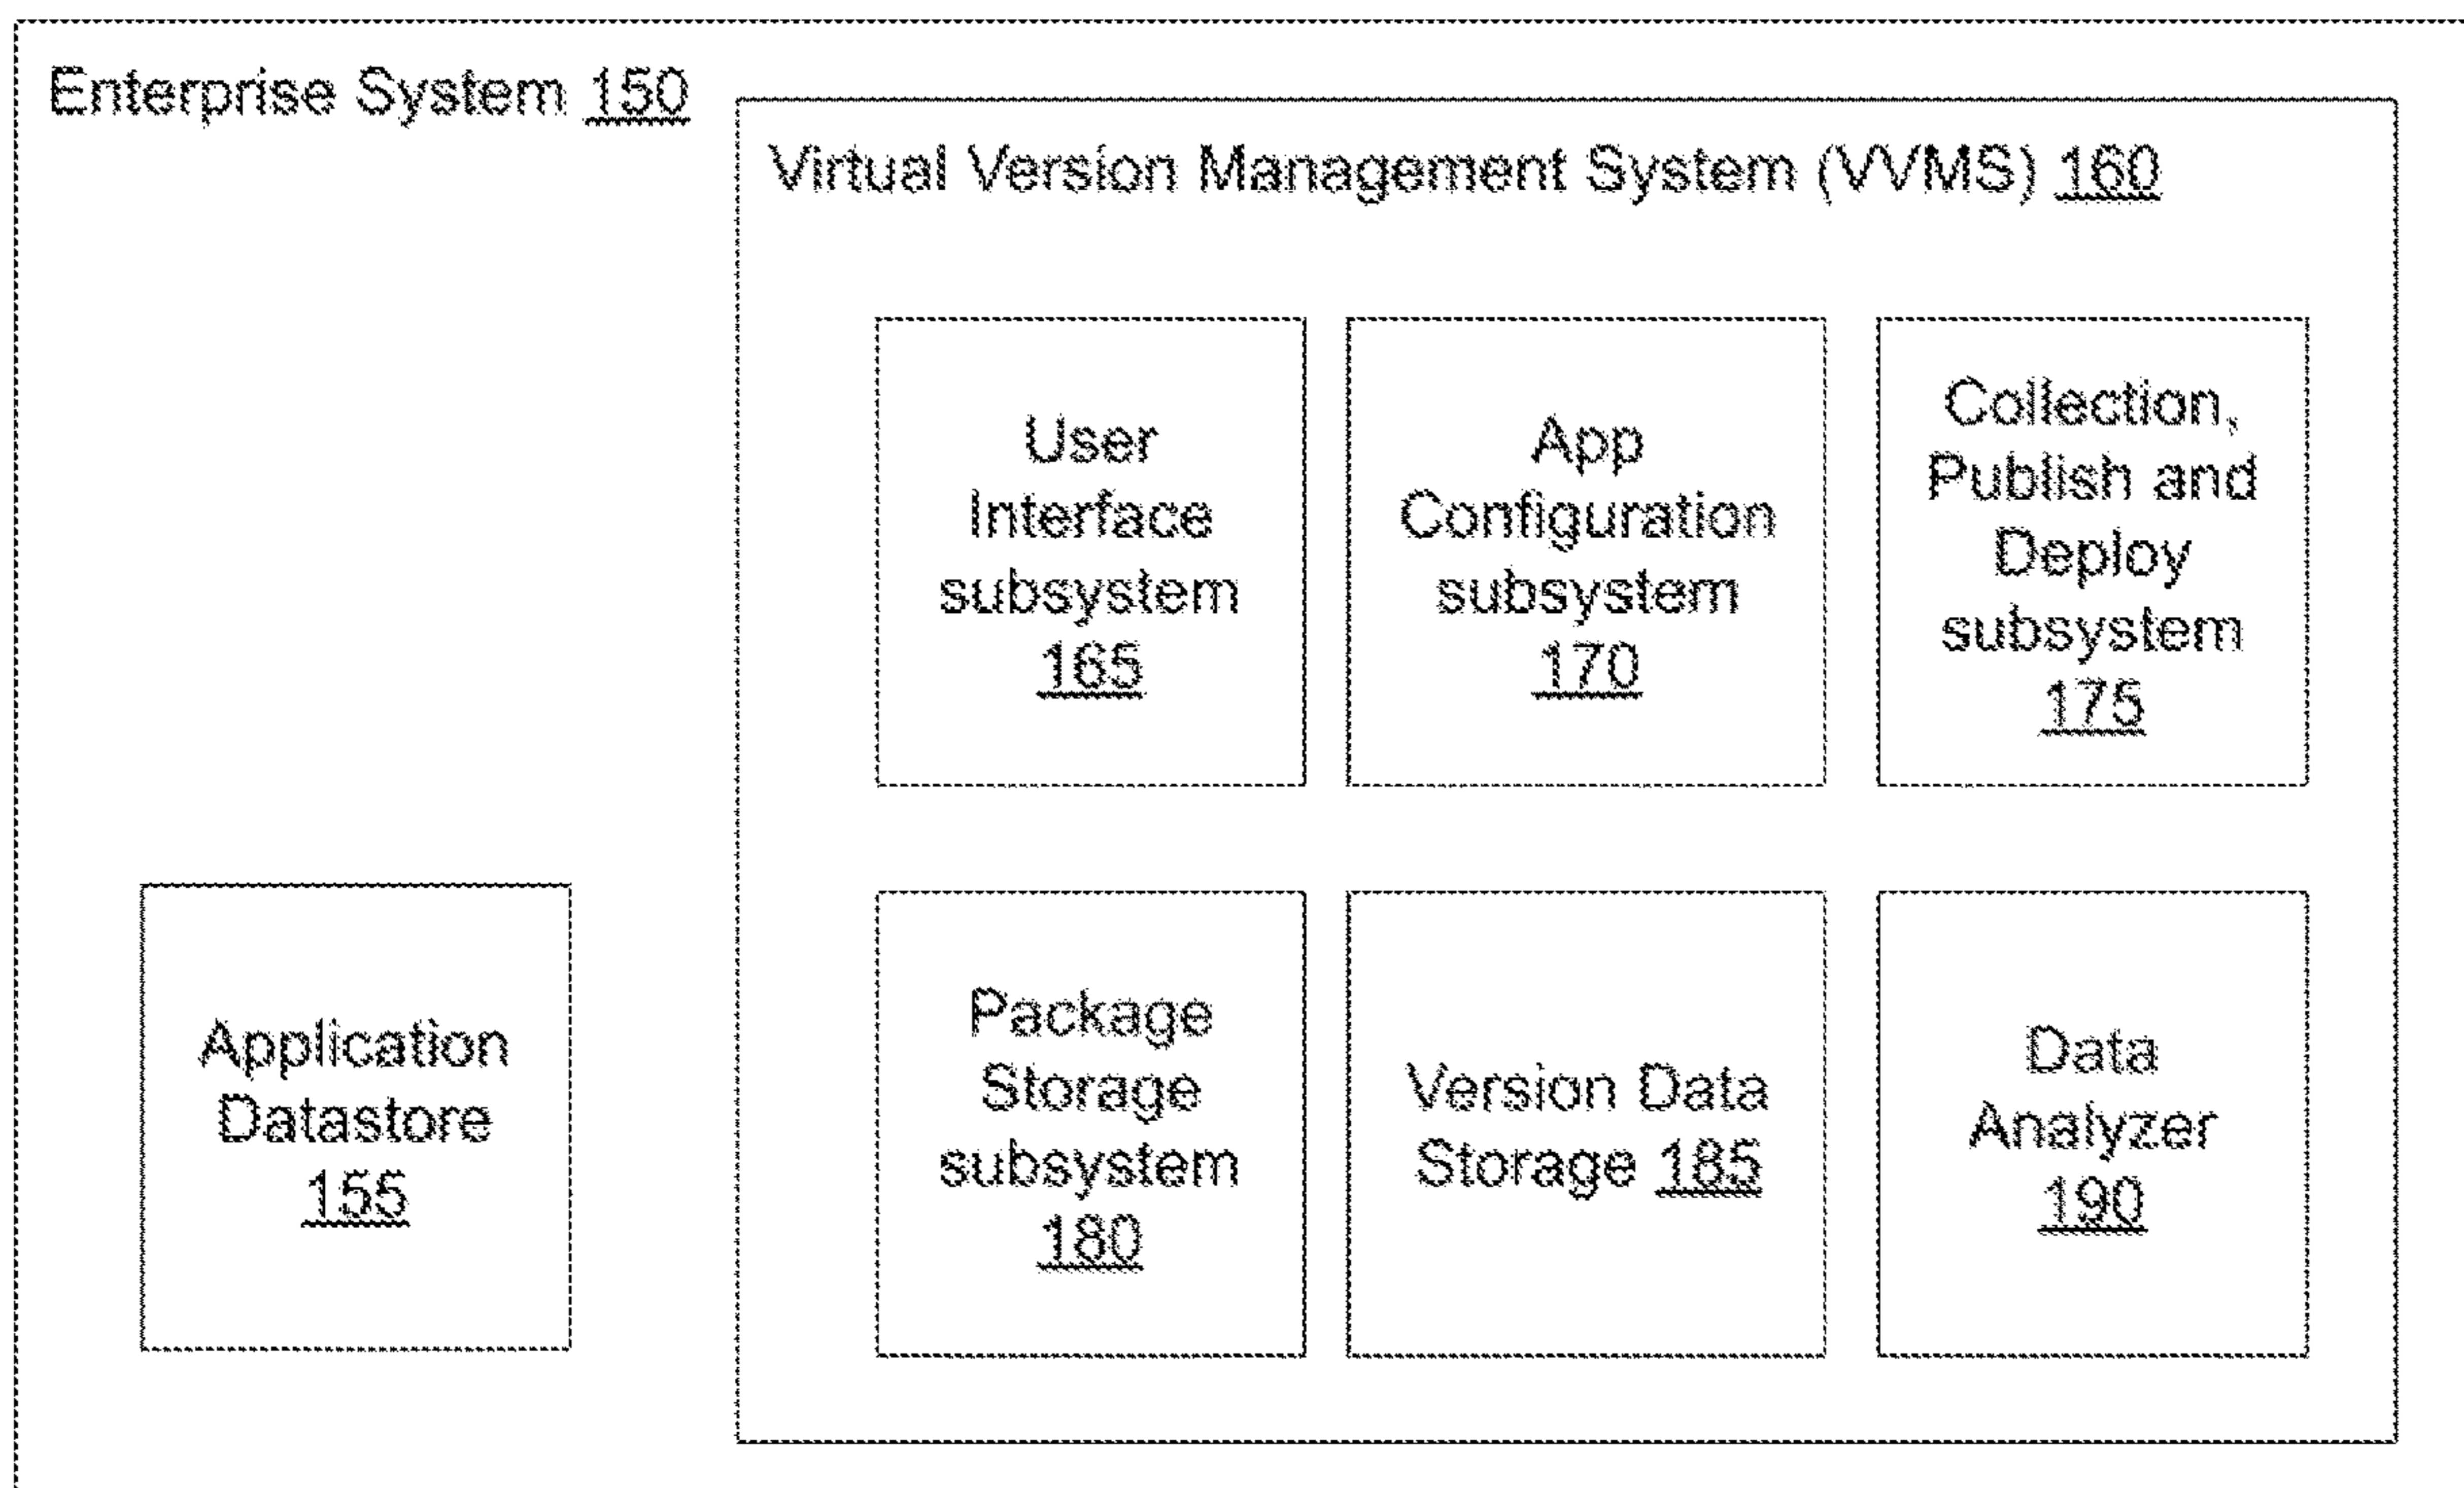 Enterprise System 150
Virtual Version Management System (VVMS) 160
User
Interface
subsystem
165
App
Configuration
subsystem
170
Collection,
Publish and
Deploy
subsystem
175
Application
Datastore
155
Package
Storage
subsystem
180
Version Data
Storage 185
Data
Analyzer
190